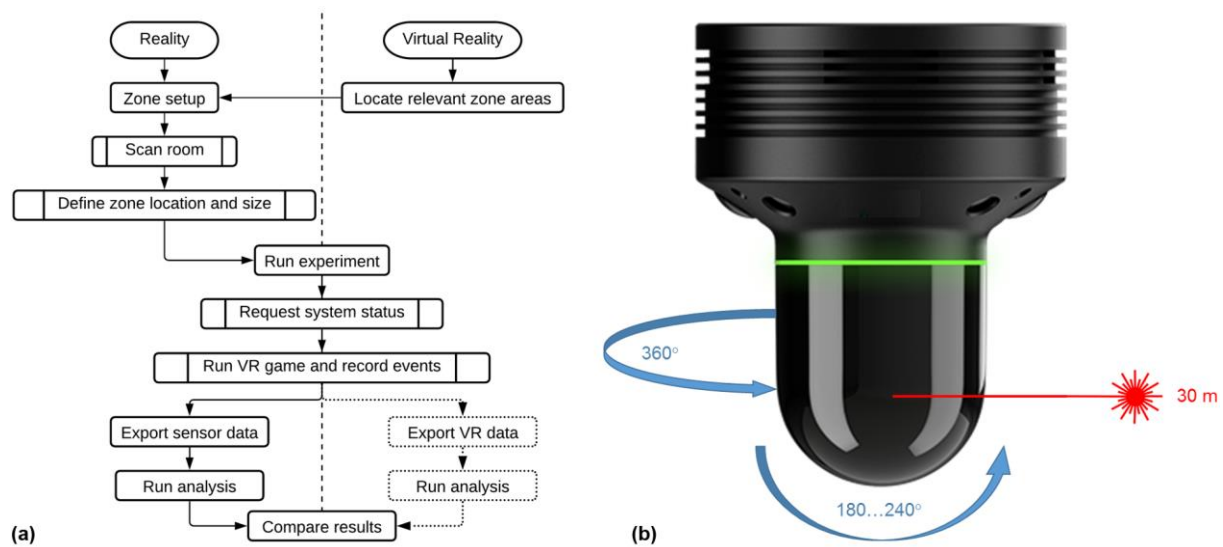 Reality
Virtual Reality
Zone setup
Locate relevant zone areas
Scan room
Define zone location and size
Run experiment
Request system status
Run VR game and record events
Export sensor data
Export VR data
Run analysis
Run analysis
Compare results
(a)
360°
30 m
180...240°
(b)